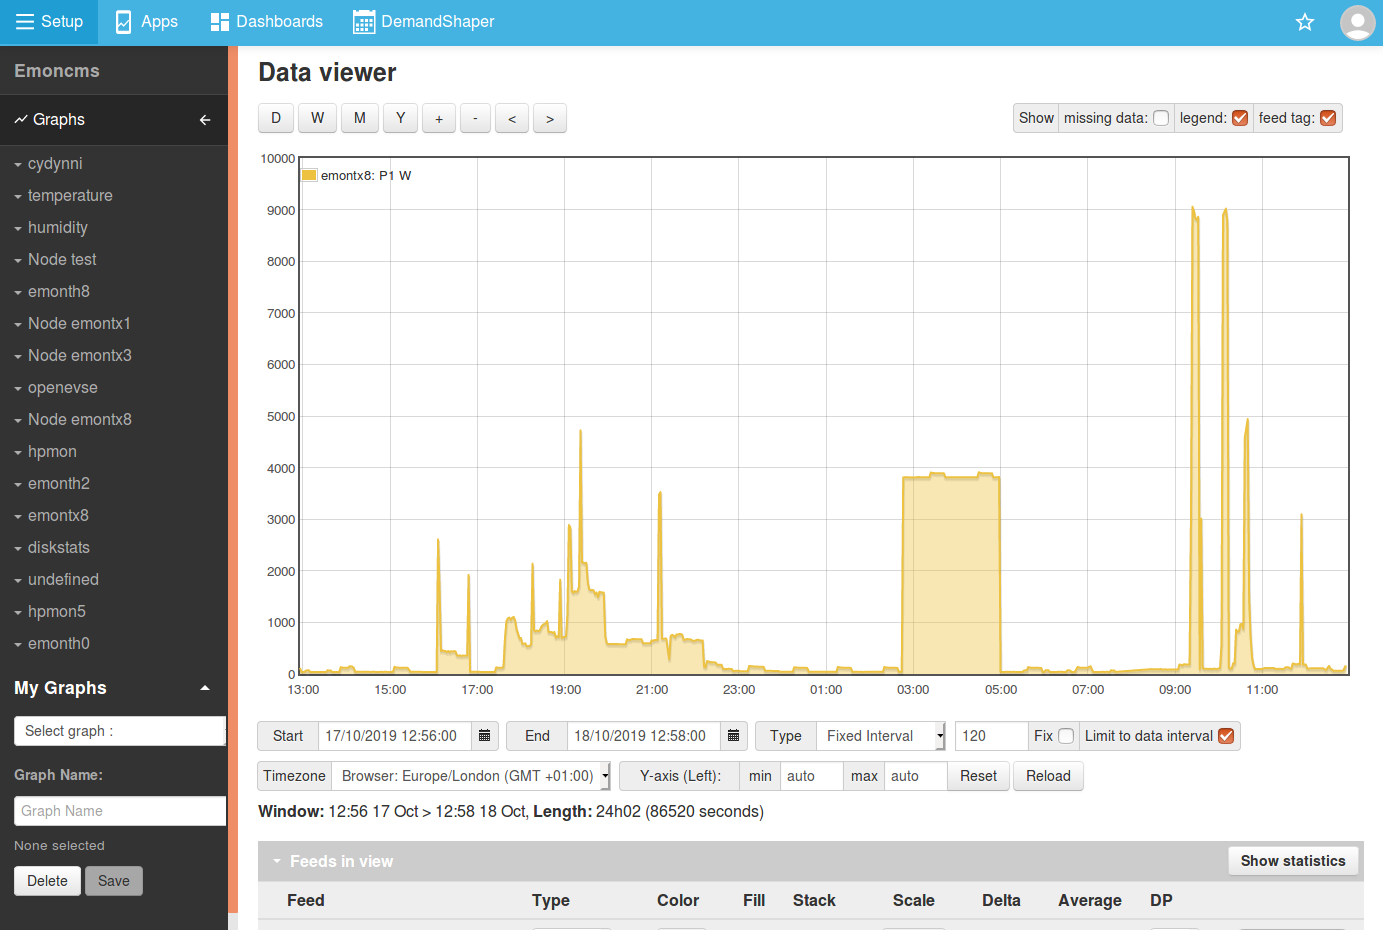 Setup Apps Dashboards DemandShaper
Emoncms
Graphs
cydynni
temperature
humidity
Node test
emonth8
Node emontx1
Node emontx3
openevse
Node emontx8
hpmon
emonth2
emontx8
diskstats
undefined
hpmon5
emonth0
My Graphs
Select graph :
Graph Name:
Graph Name
None selected
Delete Save
Data viewer
D W M Y + - < >
Show missing data: legend: feed tag:
emontx8: P1 W
10000
9000
8000
7000
6000
5000
4000
3000
2000
1000
0
13:00 15:00 17:00 19:00 21:00 23:00 01:00 03:00 05:00 07:00 09:00 11:00
Start 17/10/2019 12:56:00 End 18/10/2019 12:58:00 Type Fixed Interval 120 Fix Limit to data interval
Timezone Browser: Europe/London (GMT +01:00) Y-axis (Left): min auto max auto Reset Reload
Window: 12:56 17 Oct > 12:58 18 Oct, Length: 24h02 (86520 seconds)
Feeds in view Show statistics
Feed Type Color Fill Stack Scale Delta Average DP